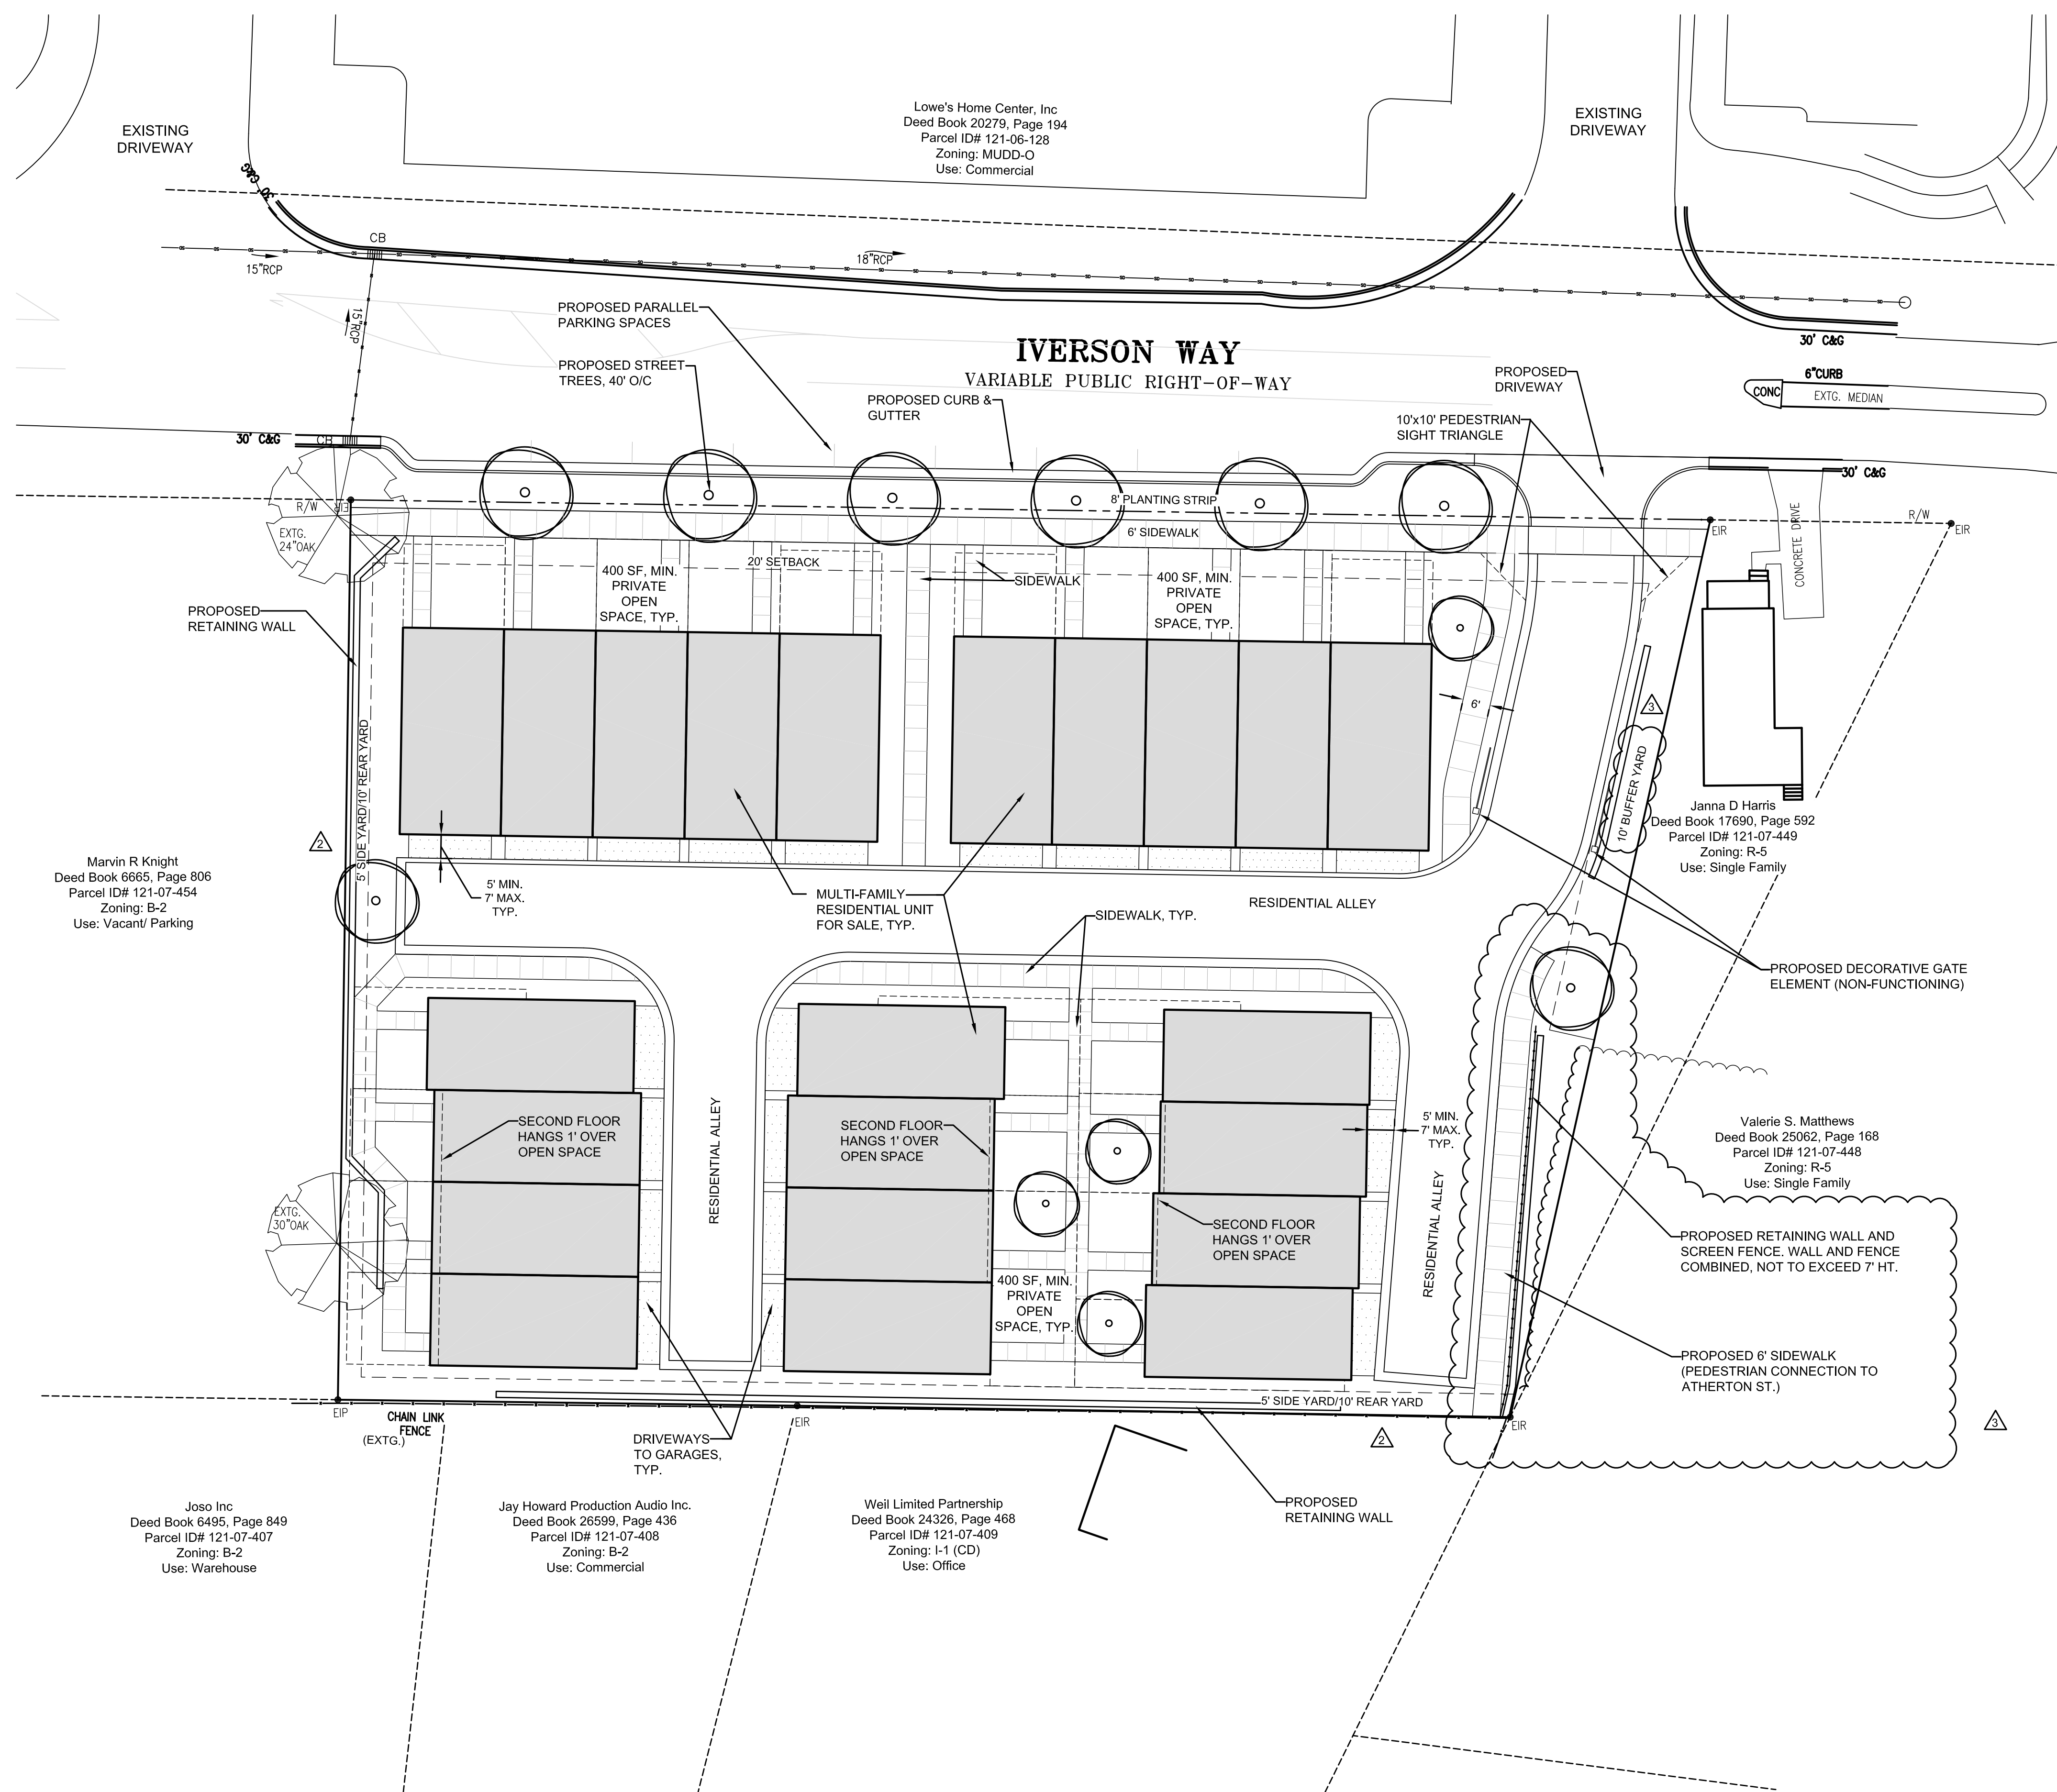 Lowe's Home Center, Inc
Deed Book 20279, Page 194
Parcel ID# 121-06-128
Zoning: MUDD-O
Use: Commercial
EXISTING
DRIVEWAY
EXISTING
DRIVEWAY
30' C&G
CB
15"RCP
18"RCP
15"RCP
PROPOSED PARALLEL
PARKING SPACES
IVERSON WAY
VARIABLE PUBLIC RIGHT-OF-WAY
30' C&G
6"CURB
CONC
EXTG. MEDIAN
PROPOSED STREET
TREES, 40' O/C
PROPOSED CURB &
GUTTER
PROPOSED
DRIVEWAY
10'x10' PEDESTRIAN
SIGHT TRIANGLE
30' C&G
CB
30' C&G
R/W
EIR
8' PLANTING STRIP
R/W
EIR
EIR
EXTG.
24"OAK
6' SIDEWALK
CONCRETE DRIVE
20' SETBACK
400 SF, MIN.
PRIVATE
OPEN
SPACE, TYP.
SIDEWALK
400 SF, MIN.
PRIVATE
OPEN
SPACE, TYP.
PROPOSED
RETAINING WALL
6'
3
5' SIDE YARD/10' REAR YARD
10' BUFFER YARD
Janna D Harris
Deed Book 17690, Page 592
Parcel ID# 121-07-449
Zoning: R-5
Use: Single Family
2
Marvin R Knight
Deed Book 6665, Page 806
Parcel ID# 121-07-454
Zoning: B-2
Use: Vacant/ Parking
5' MIN.
7' MAX.
TYP.
MULTI-FAMILY
RESIDENTIAL UNIT
FOR SALE, TYP.
RESIDENTIAL ALLEY
SIDEWALK, TYP.
PROPOSED DECORATIVE GATE
ELEMENT (NON-FUNCTIONING)
SECOND FLOOR
HANGS 1' OVER
OPEN SPACE
RESIDENTIAL ALLEY
SECOND FLOOR
HANGS 1' OVER
OPEN SPACE
5' MIN.
7' MAX.
TYP.
Valerie S. Matthews
Deed Book 25062, Page 168
Parcel ID# 121-07-448
Zoning: R-5
Use: Single Family
RESIDENTIAL ALLEY
EXTG.
30"OAK
SECOND FLOOR
HANGS 1' OVER
OPEN SPACE
PROPOSED RETAINING WALL AND
SCREEN FENCE. WALL AND FENCE
COMBINED, NOT TO EXCEED 7' HT.
400 SF, MIN.
PRIVATE
OPEN
SPACE, TYP.
PROPOSED 6' SIDEWALK
(PEDESTRIAN CONNECTION TO
ATHERTON ST.)
5' SIDE YARD/10' REAR YARD
EIP
CHAIN LINK
FENCE
(EXTG.)
EIR
EIR
3
2
DRIVEWAYS
TO GARAGES,
TYP.
PROPOSED
RETAINING WALL
Joso Inc
Deed Book 6495, Page 849
Parcel ID# 121-07-407
Zoning: B-2
Use: Warehouse
Jay Howard Production Audio Inc.
Deed Book 26599, Page 436
Parcel ID# 121-07-408
Zoning: B-2
Use: Commercial
Weil Limited Partnership
Deed Book 24326, Page 468
Parcel ID# 121-07-409
Zoning: I-1 (CD)
Use: Office